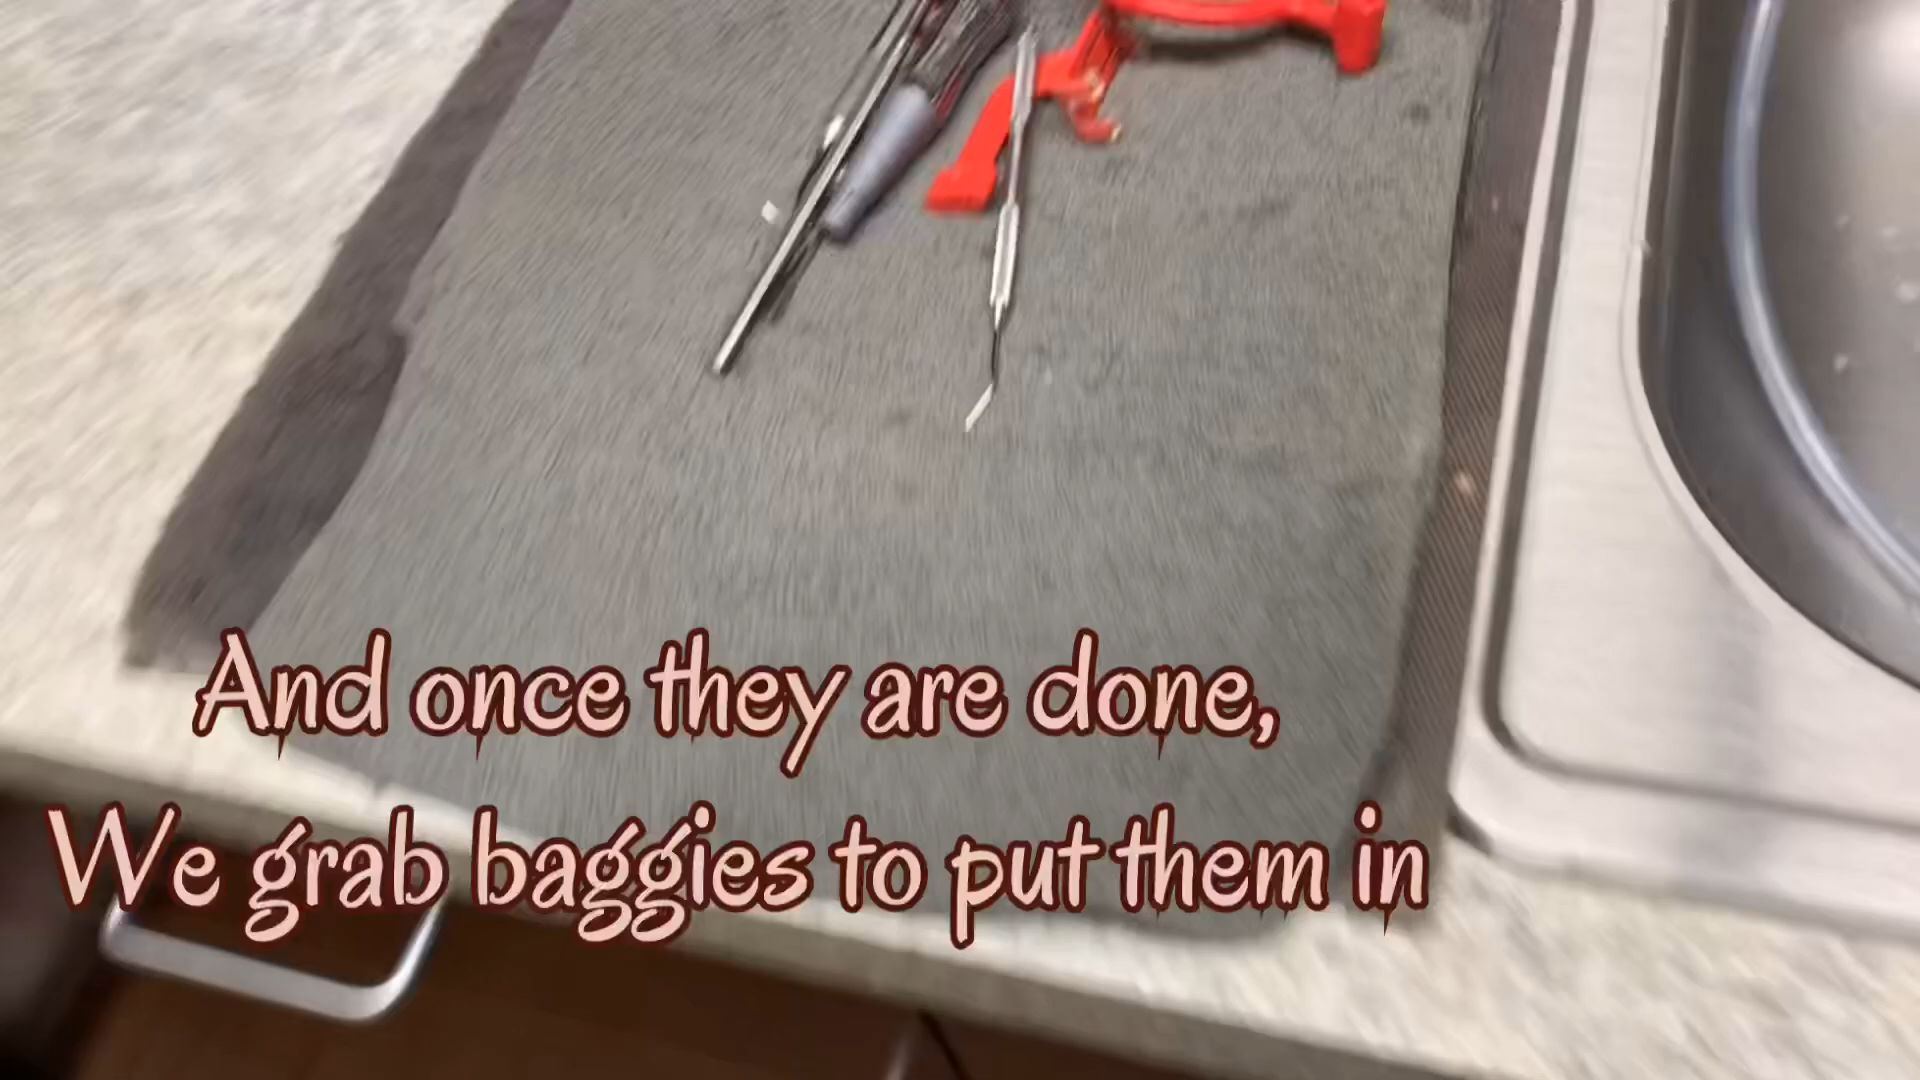 And once they are done,
We grab baggies to put them in